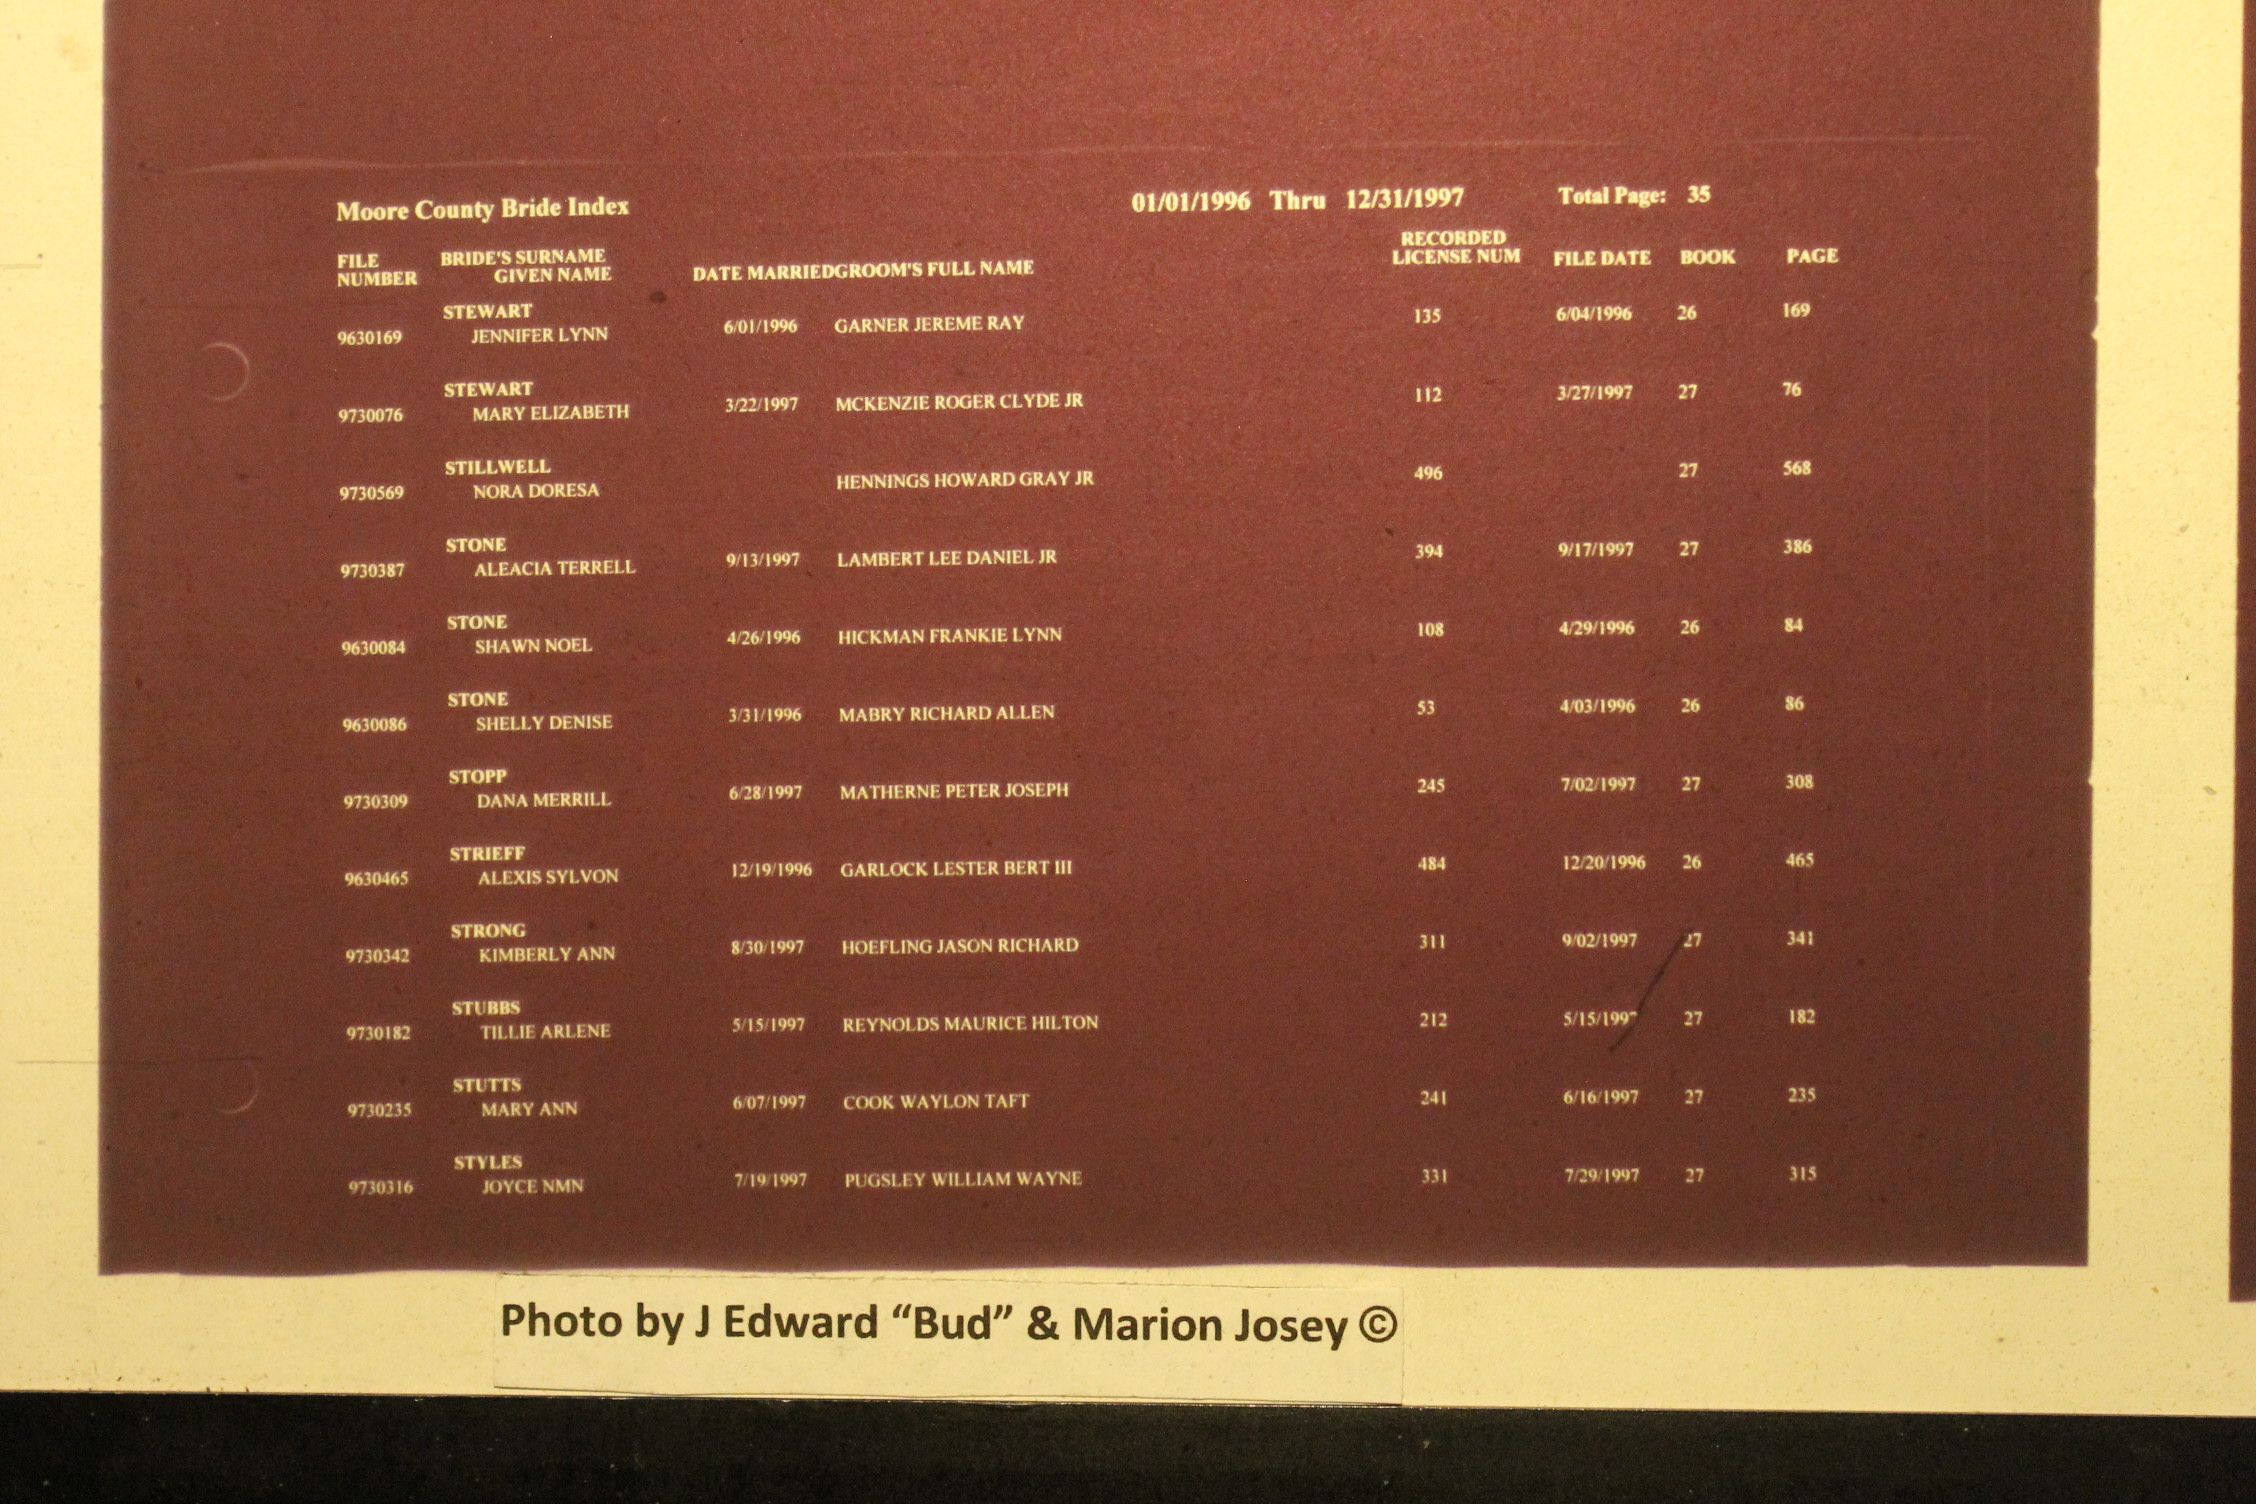 Moore County Bride Index 01/01/1996 Thru 12/31/1997 Total Page: 35
FILE NUMBER BRIDE'S SURNAME GIVEN NAME DATE MARRIED GROOM'S FULL NAME RECORDED LICENSE NUM FILE DATE BOOK PAGE
STEWART
9630169 JENNIFER LYNN 6/01/1996 GARNER JEREME RAY 135 6/04/1996 26 169
STEWART
9730076 MARY ELIZABETH 3/22/1997 MCKENZIE ROGER CLYDE JR 112 3/27/1997 27 76
STILLWELL
9730569 NORA DORESA HENNINGS HOWARD GRAY JR 496 27 568
STONE
9730387 ALEACIA TERRELL 9/13/1997 LAMBERT LEE DANIEL JR 394 9/17/1997 27 386
STONE
9630084 SHAWN NOEL 4/26/1996 HICKMAN FRANKIE LYNN 108 4/29/1996 26 84
STONE
9630086 SHELLY DENISE 3/31/1996 MABRY RICHARD ALLEN 53 4/03/1996 26 86
STOPP
9730309 DANA MERRILL 6/28/1997 MATHERNE PETER JOSEPH 245 7/02/1997 27 308
STRIEFF
9630465 ALEXIS SYLVON 12/19/1996 GARLOCK LESTER BERT III 484 12/20/1996 26 465
STRONG
9730342 KIMBERLY ANN 8/30/1997 HOEFLING JASON RICHARD 311 9/02/1997 27 341
STUBBS
9730182 TILLIE ARLENE 5/15/1997 REYNOLDS MAURICE HILTON 212 5/15/1997 27 182
STUTTS
9730235 MARY ANN 6/07/1997 COOK WAYLON TAFT 241 6/16/1997 27 235
STYLES
9730316 JOYCE NMN 7/19/1997 PUGSLEY WILLIAM WAYNE 331 7/29/1997 27 315
Photo by J Edward “Bud” & Marion Josey ©